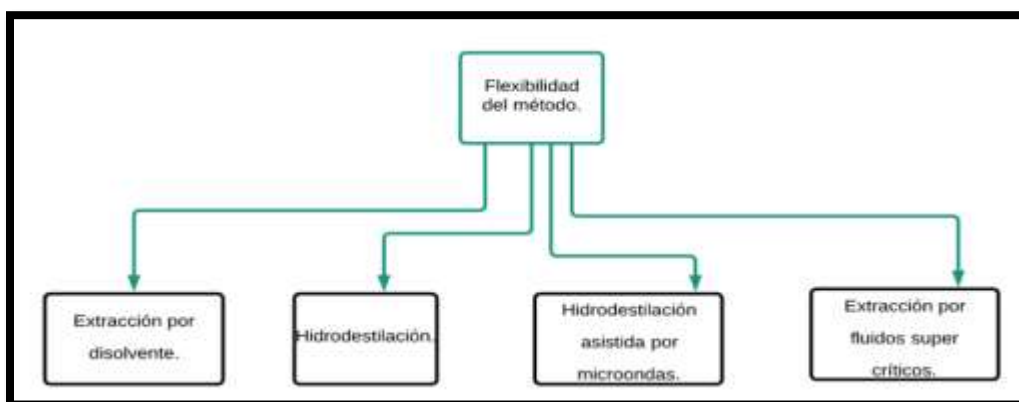 Flexibilidad
del método.
Extracción por
disolvente.
Hidrodestilación.
Hidrodestilación
asistida por
microondas.
Extracción por
fluidos super
críticos.